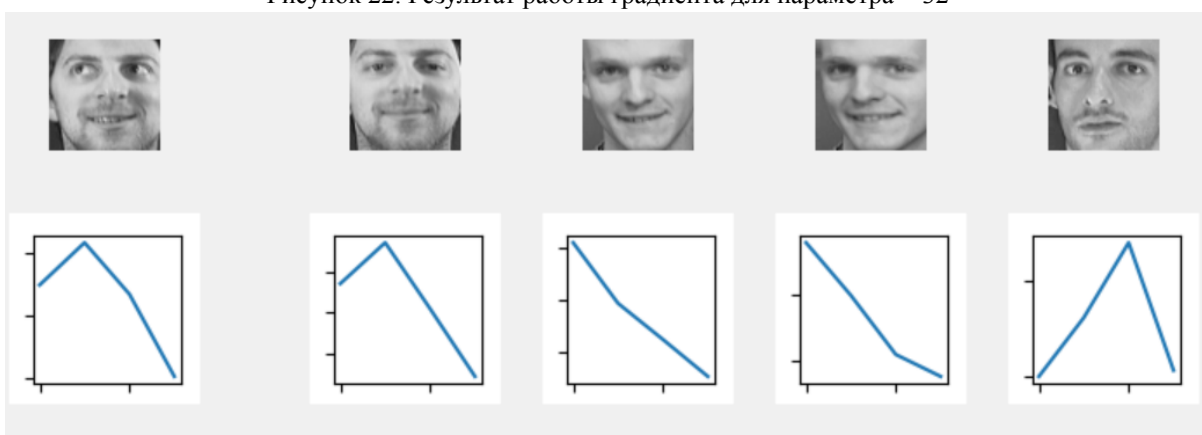 Рисунок 22. Результат работы градиента для параметра = 32